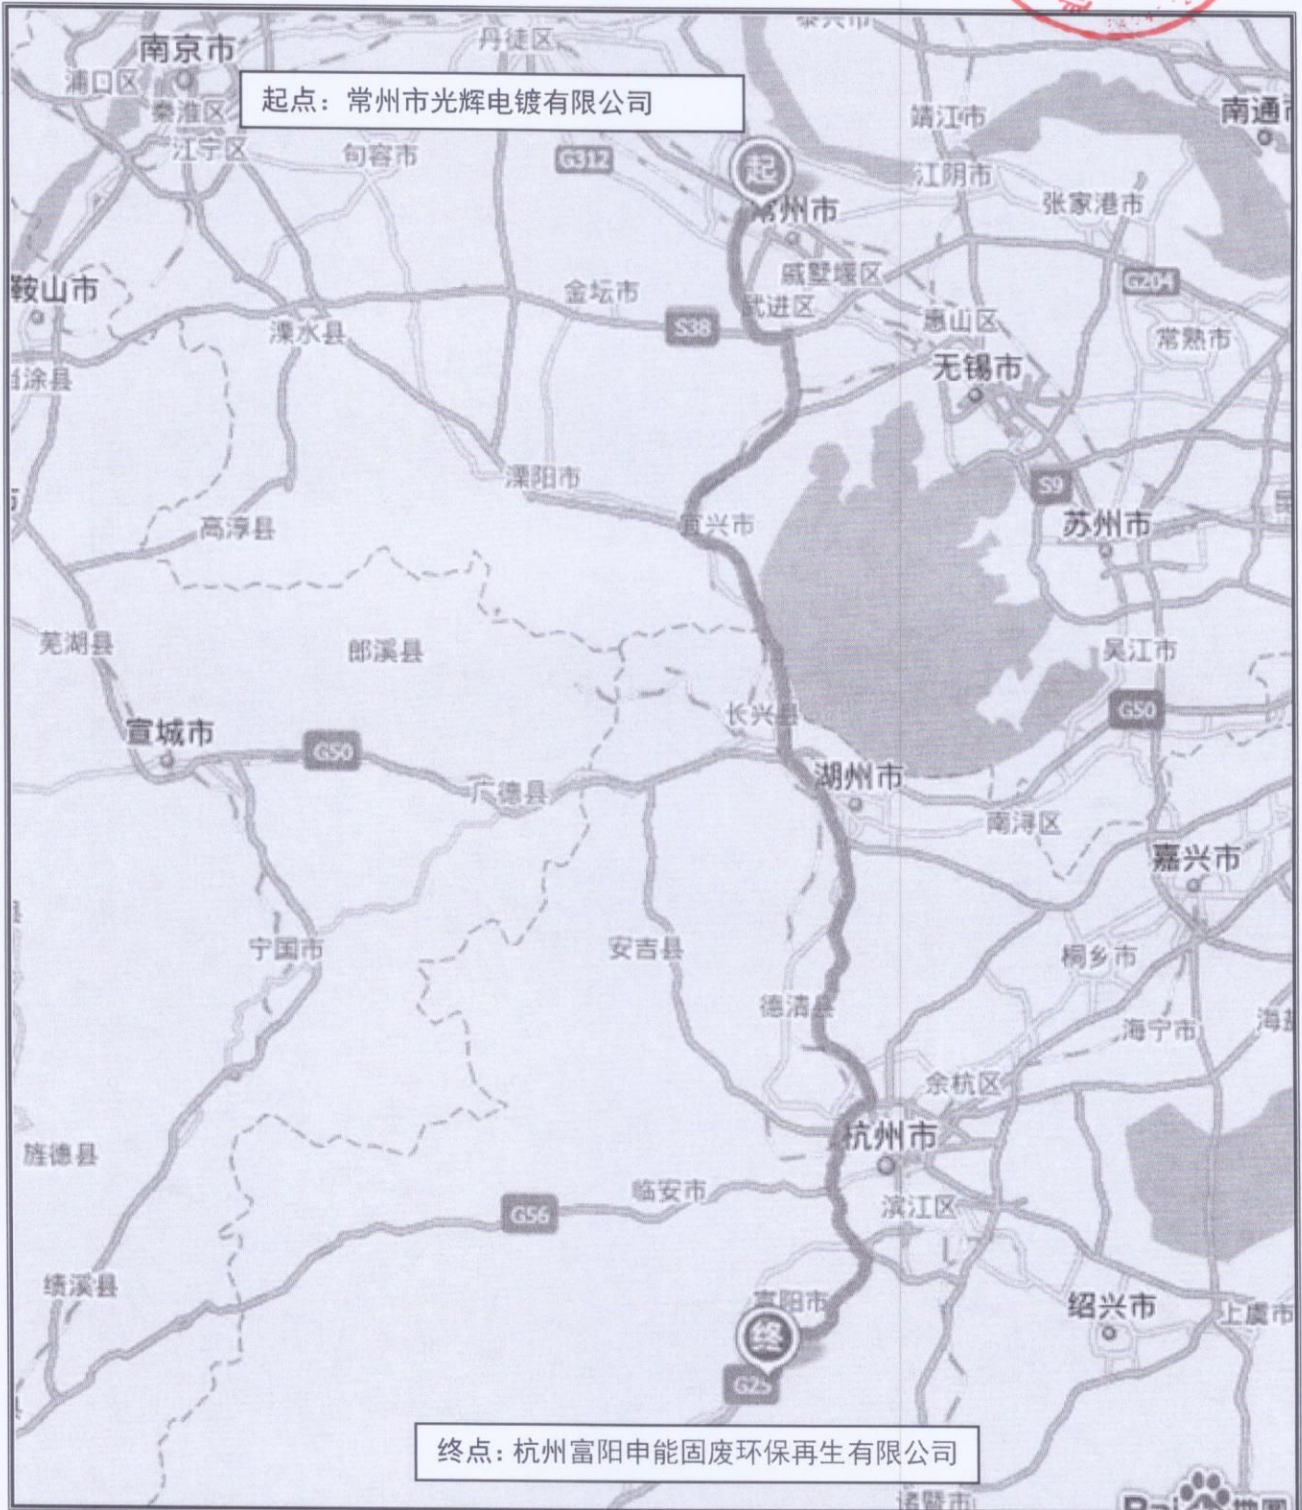 南京市
丹徒区
浦口区
起点：常州市光辉电镀有限公司
秦淮区
靖江市
江宁区
句容市
G312
起
江阴市
张家港市
常州市
戚墅堰区
G204
鞍山市
金坛市
武进区
溧水县
S38
惠山区
常熟市
无锡市
溧阳市
S9
宜兴市
苏州市
高淳县
芜湖县
郎溪县
吴江市
长兴县
G50
宣城市
G50
湖州市
广德县
南浔区
嘉兴市
宁国市
安吉县
桐乡市
德清县
海宁市
余杭区
杭州市
旌德县
临安市
滨江区
G56
绩溪县
富阳市
绍兴市
上虞市
终
G25
终点：杭州富阳申能固废环保再生有限公司
诸暨市